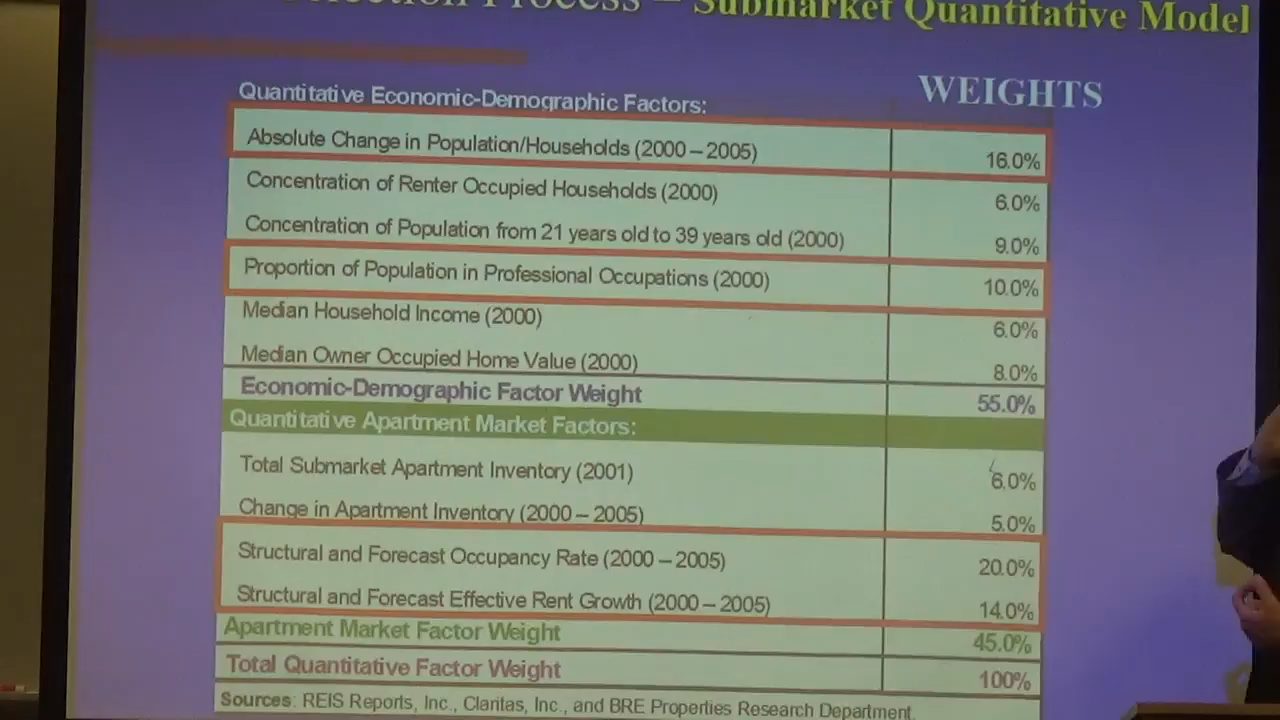 Process – Submarket Quantitative Model
WEIGHTS
Quantitative Economic-Demographic Factors:
Absolute Change in Population/Households (2000 – 2005) 16.0%
Concentration of Renter Occupied Households (2000) 6.0%
Concentration of Population from 21 years old to 39 years old (2000) 9.0%
Proportion of Population in Professional Occupations (2000) 10.0%
Median Household Income (2000) 6.0%
Median Owner Occupied Home Value (2000) 8.0%
Economic-Demographic Factor Weight 55.0%
Quantitative Apartment Market Factors:
Total Submarket Apartment Inventory (2001) 6.0%
Change in Apartment Inventory (2000 – 2005) 5.0%
Structural and Forecast Occupancy Rate (2000 – 2005) 20.0%
Structural and Forecast Effective Rent Growth (2000 – 2005) 14.0%
Apartment Market Factor Weight 45.0%
Total Quantitative Factor Weight 100%
Sources: REIS Reports, Inc., Claritas, Inc., and BRE Properties Research Department.